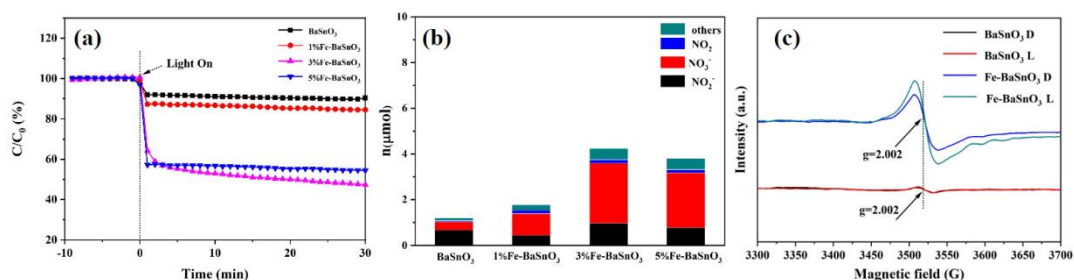 (a)
BaSnO3
1%Fe-BaSnO3
3%Fe-BaSnO3
5%Fe-BaSnO3
Light On
C/C0 (%)
120
100
80
60
40
20
-10
0
10
20
30
Time (min)
(b)
others
NO2
NO3-
NO2-
n(μmol)
10
8
6
4
2
0
BaSnO3
1%Fe-BaSnO3
3%Fe-BaSnO3
5%Fe-BaSnO3
(c)
BaSnO3 D
BaSnO3 L
Fe-BaSnO3 D
Fe-BaSnO3 L
Intensity (a.u.)
g=2.002
g=2.002
3300
3350
3400
3450
3500
3550
3600
3650
3700
Magnetic field (G)